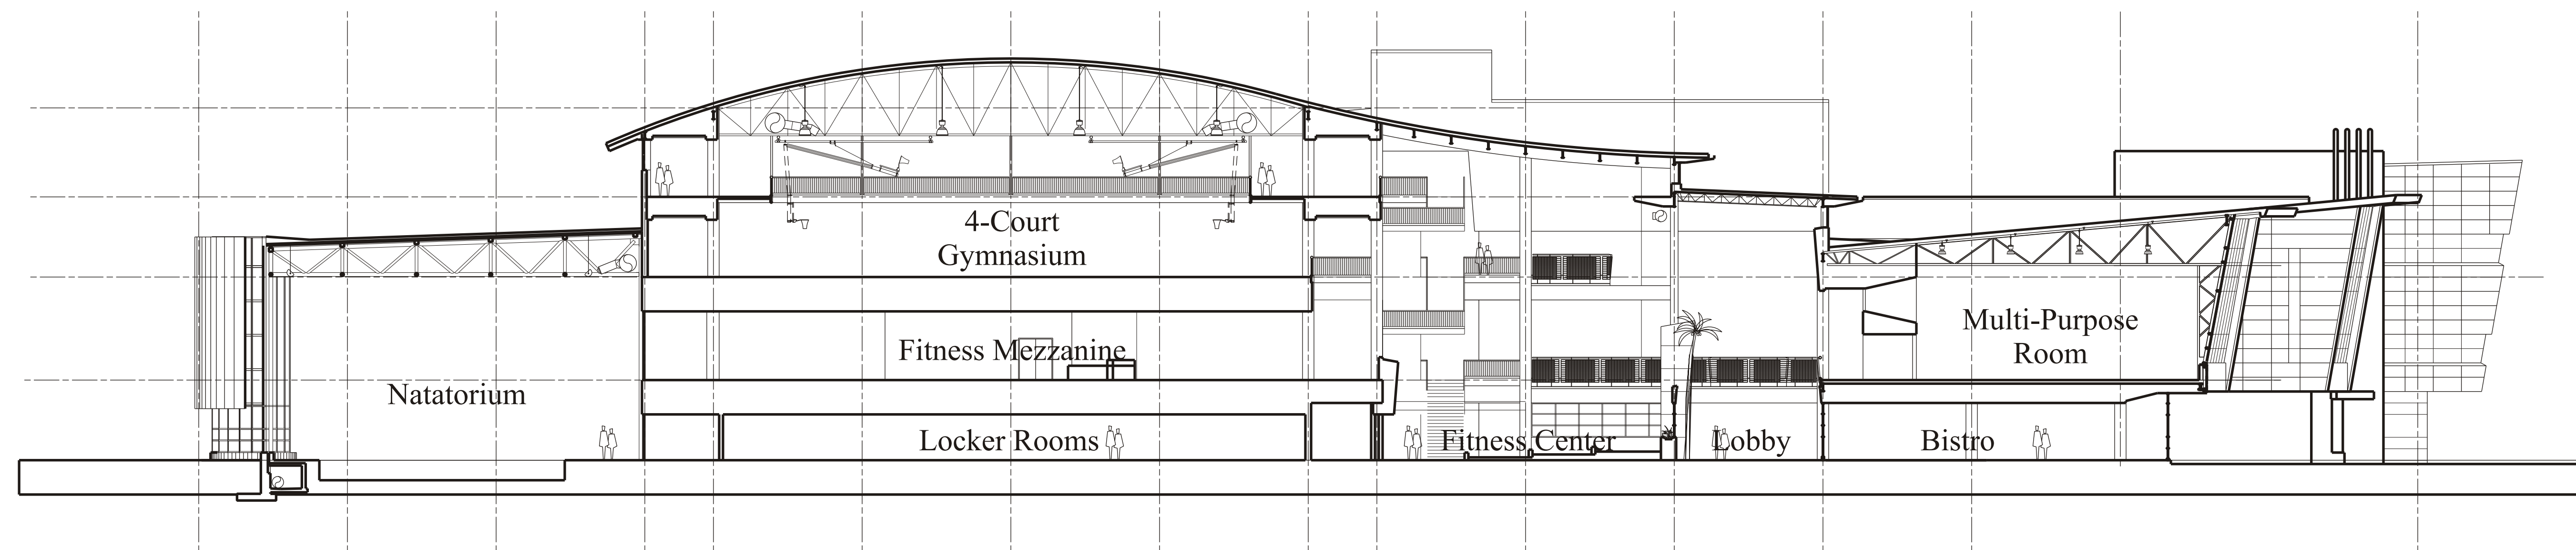 4-Court
Gymnasium
Multi-Purpose
Room
Fitness Mezzanine
Natatorium
Locker Rooms
Fitness Center
Lobby
Bistro